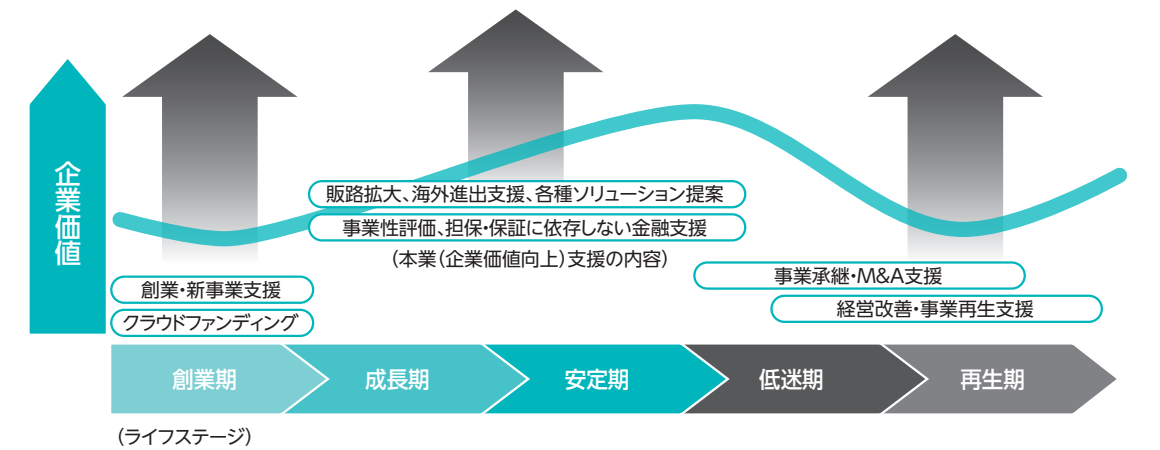 企業価値
販路拡大、海外進出支援、各種ソリューション提案
事業性評価、担保・保証に依存しない金融支援
（本業（企業価値向上）支援の内容）
創業・新事業支援
クラウドファンディング
事業承継・M&A支援
経営改善・事業再生支援
創業期
成長期
安定期
低迷期
再生期
（ライフステージ）